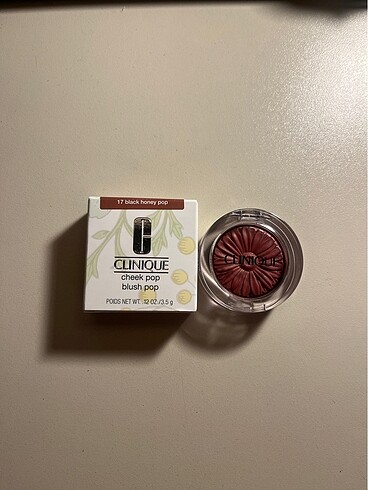 17 black honey pop
CLINIQUE
cheek pop
blush pop
POIDS NET WT. .12 OZ./3.5 g
CLINIQUE